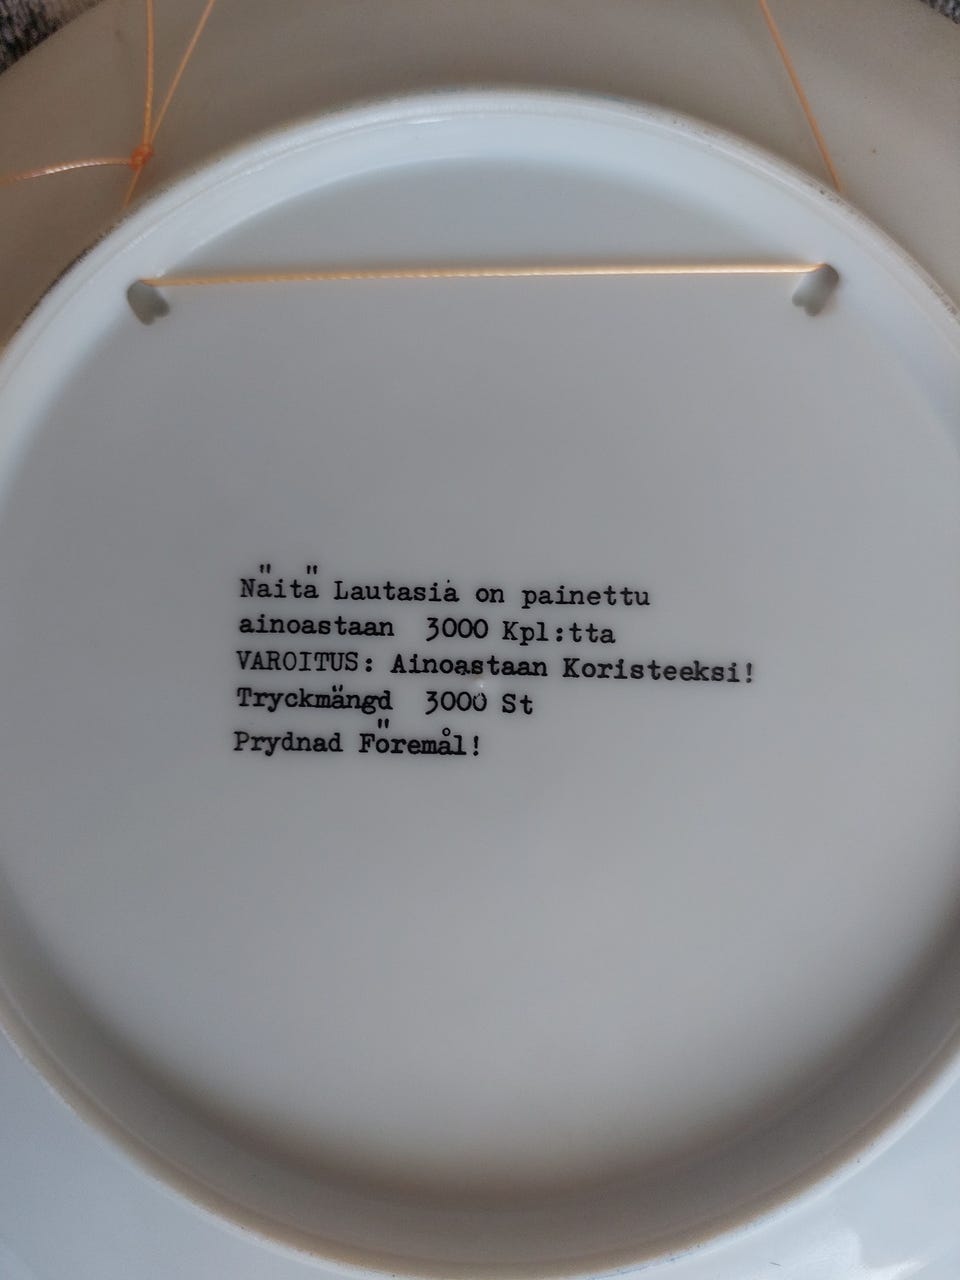 Näitä Lautasia on painettu
ainoastaan 3000 Kpl:tta
VAROITUS: Ainoastaan Koristeeksi!
Tryckmängd 3000 St
Prydnad Föremål!